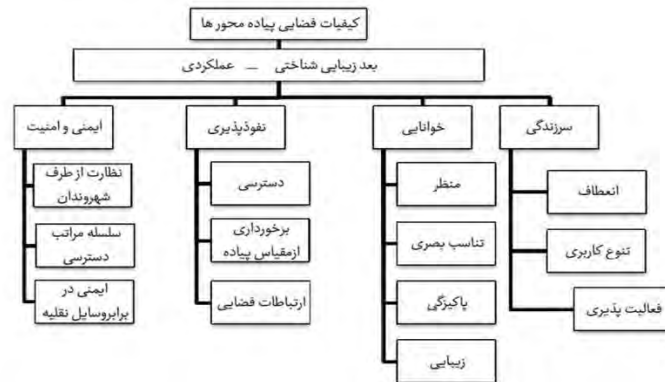 کیفیات فضایی پیاده محور ها
بعد زیبایی شناختی — عملکردی
سرزندگی
انعطاف
تنوع کاربری
فعالیت پذیری
خوانایی
منظر
تناسب بصری
پاکیزگی
زیبایی
نفوذپذیری
دسترسی
برخورداری
ازمقیاس پیاده
ارتباطات فضایی
ایمنی و امنیت
نظارت از طرف
شهروندان
سلسله مراتب
دسترسی
ایمنی در
برابروسایل نقلیه